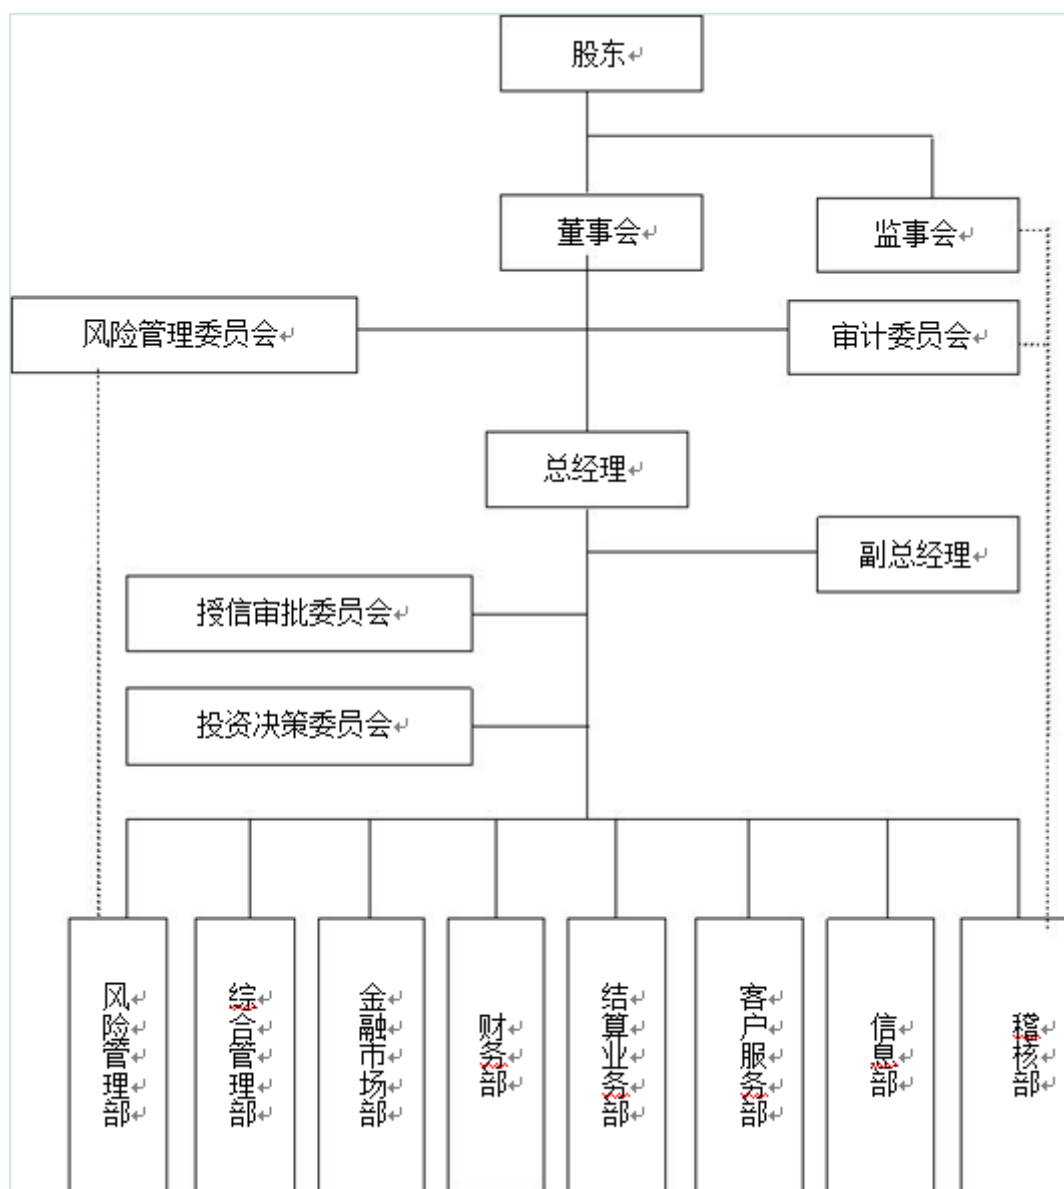 股东
董事会
监事会
风险管理委员会
审计委员会
总经理
副总经理
授信审批委员会
投资决策委员会
风险管理部
综合管理部
金融市场部
财务部
结算业务部
客户服务部
信息部
稽核部